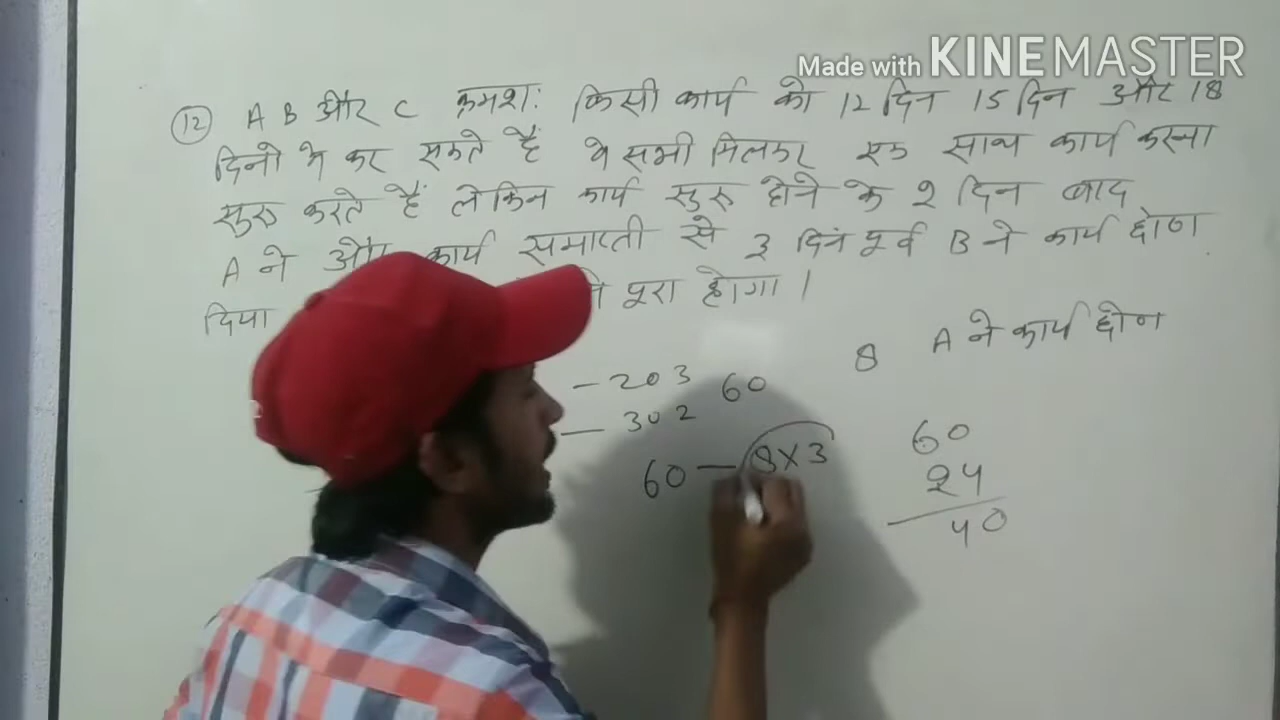 Made with KINEMASTER
12 A B और C क्रमश: किसी कार्य को 12 दिन 15 दिन और 18
दिनो मे कर सकते हैं ये सभी मिलकर एक साथ कार्य करना
सुरु करते हैं लेकिन कार्य सुरु होने के 2 दिन बाद
A ने और कार्य समाप्ती से 3 दिन पूर्व B ने कार्य छोण
दिया पूरा होगा ।
8 A ने कार्य छोण
- 20 3 60
- 30 2
60 - 8×3
60
24
40